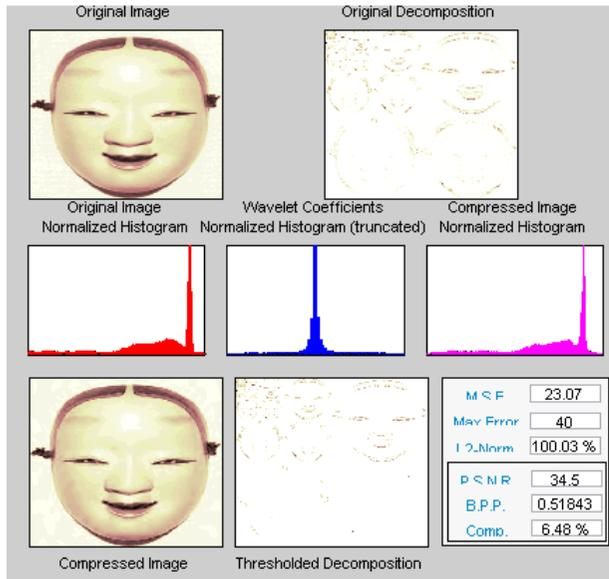 Original Image
Original Decomposition
Original Image
Normalized Histogram
Wavelet Coefficients
Normalized Histogram (truncated)
Compressed Image
Normalized Histogram
M.S.E. 23.07
Max Error 40
L2-Norm 100.03 %
P.S.N.R. 34.5
B.P.P. 0.51843
Comp. 6.48 %
Compressed Image
Thresholded Decomposition